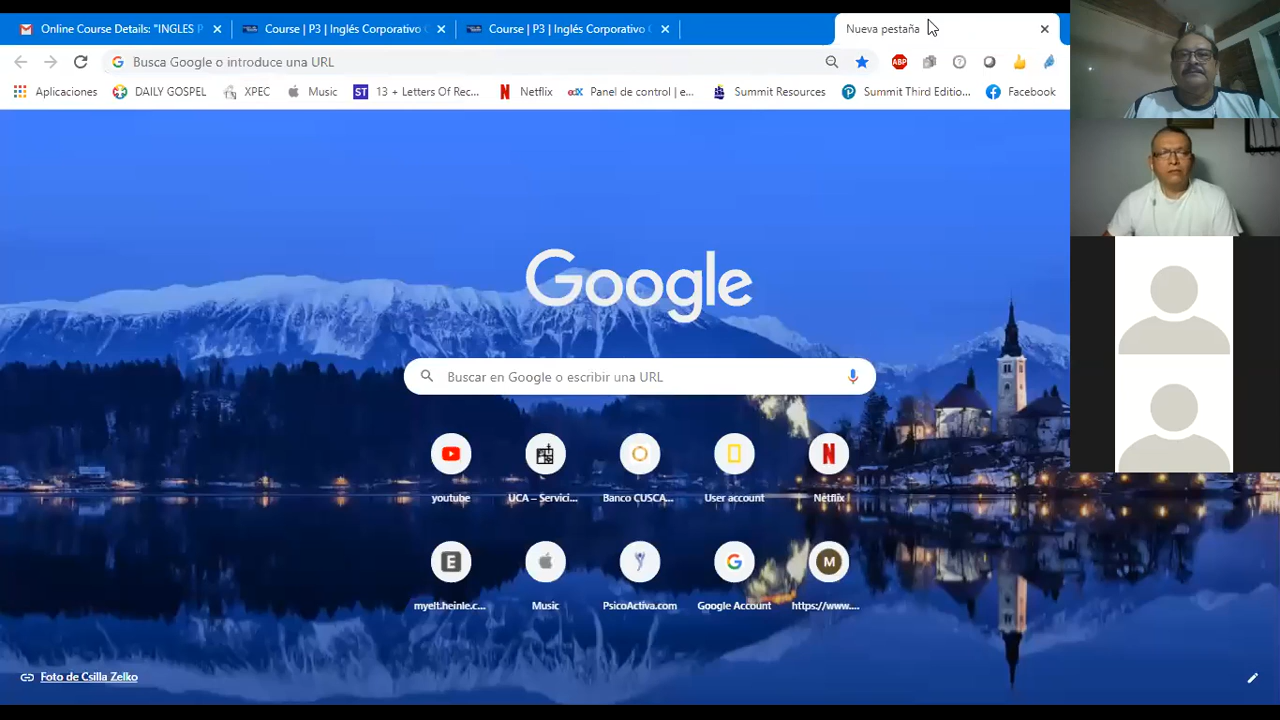 Online Course Details: "INGLES P
Course | P3 | Inglés Corporativo
Course | P3 | Inglés Corporativo
Nueva pestaña
Busca Google o introduce una URL
ABP
Aplicaciones
DAILY GOSPEL
XPEC
Music
ST
13 + Letters Of Rec...
Netflix
edX
Panel de control | e...
Summit Resources
Summit Third Editio...
Facebook
Google
Buscar en Google o escribir una URL
youtube
UCA – Servici...
Banco CUSCA...
User account
Netflix
E
M
myelt.heinle.c...
Music
PsicoActiva.com
Google Account
https://www....
Foto de Csilla Zelko